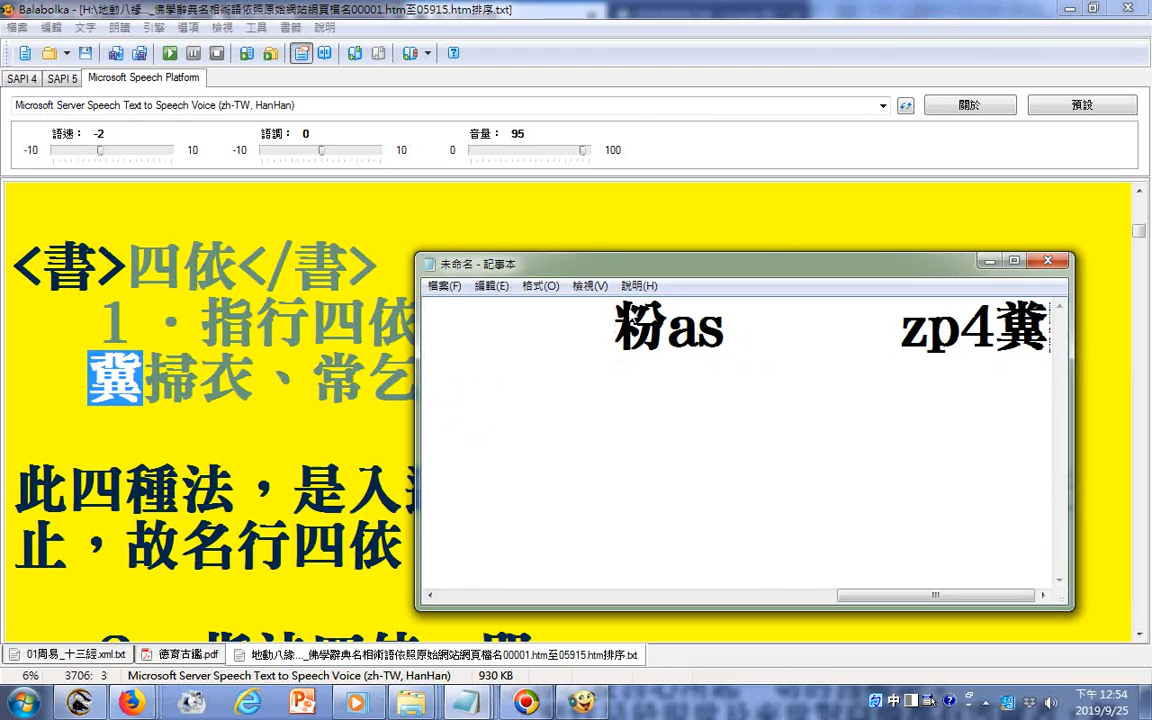 Balabolka - [H:\地動八緣..._佛學辭典名相術語依照原始網站網頁檔名00001.htm至05915.htm排序.txt]
檔案 編輯 文字 朗讀 引擎 選項 檢視 工具 書籤 說明
SAPI 4 SAPI 5 Microsoft Speech Platform
Microsoft Server Speech Text to Speech Voice (zh-TW, HanHan) 關於 預設
語速： -2 語調： 0 音量： 95
-10 10 -10 10 0 100
<書>四依</書>
1．指行四依
糞掃衣、常乞
此四種法，是入
止，故名行四依
未命名 - 記事本
檔案(F) 編輯(E) 格式(O) 檢視(V) 說明(H)
粉as zp4糞
01周易_十三經.xml.txt 德育古鑑.pdf 地動八緣..._佛學辭典名相術語依照原始網站網頁檔名00001.htm至05915.htm排序.txt
6% 3706: 3 Microsoft Server Speech Text to Speech Voice (zh-TW, HanHan) 930 KB
中 下午 12:54
2019/9/25